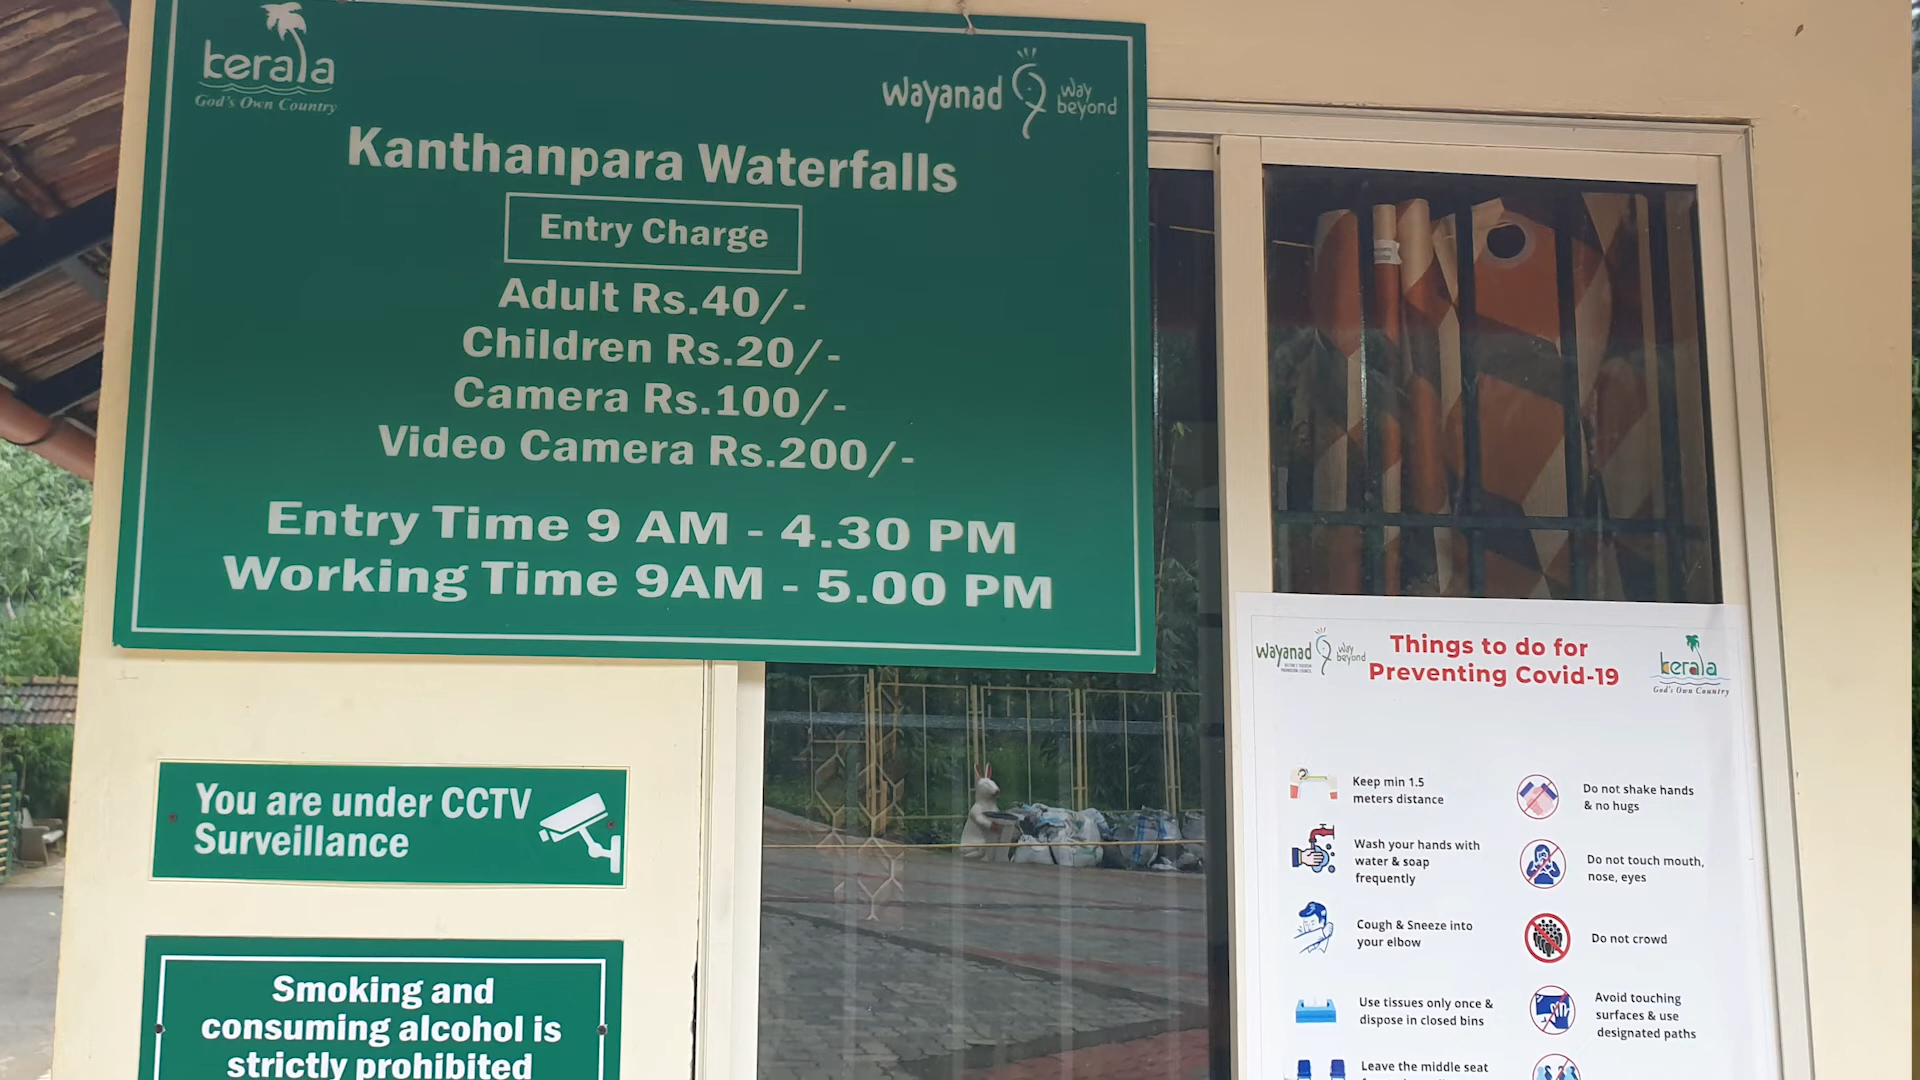 kerala
God's Own Country
wayanad way beyond
Kanthanpara Waterfalls
Entry Charge
Adult Rs.40/-
Children Rs.20/-
Camera Rs.100/-
Video Camera Rs.200/-
Entry Time 9 AM - 4.30 PM
Working Time 9AM - 5.00 PM
You are under CCTV
Surveillance
Smoking and
consuming alcohol is
strictly prohibited
wayanad way beyond
Things to do for
Preventing Covid-19
kerala
God's Own Country
Keep min 1.5
meters distance
Do not shake hands
& no hugs
Wash your hands with
water & soap
frequently
Do not touch mouth,
nose, eyes
Cough & Sneeze into
your elbow
Do not crowd
Use tissues only once &
dispose in closed bins
Avoid touching
surfaces & use
designated paths
Leave the middle seat